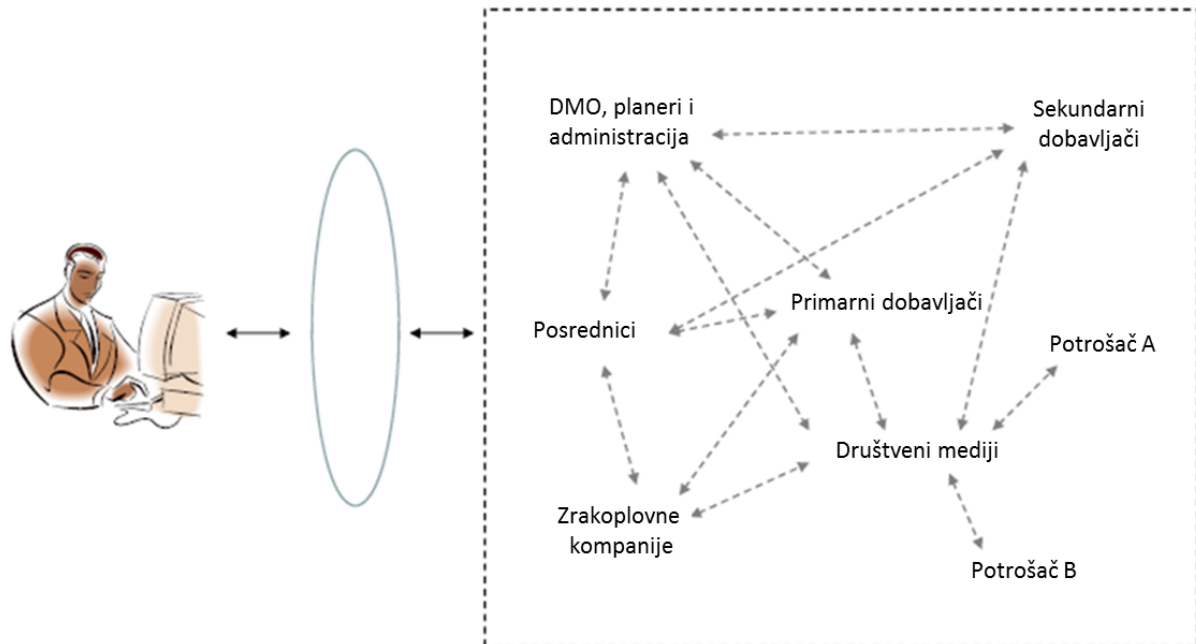 DMO, planeri i
administracija
Sekundarni
dobavljači
Primarni dobavljači
Posrednici
Potrošač A
Društveni mediji
Zrakoplovne
kompanije
Potrošač B